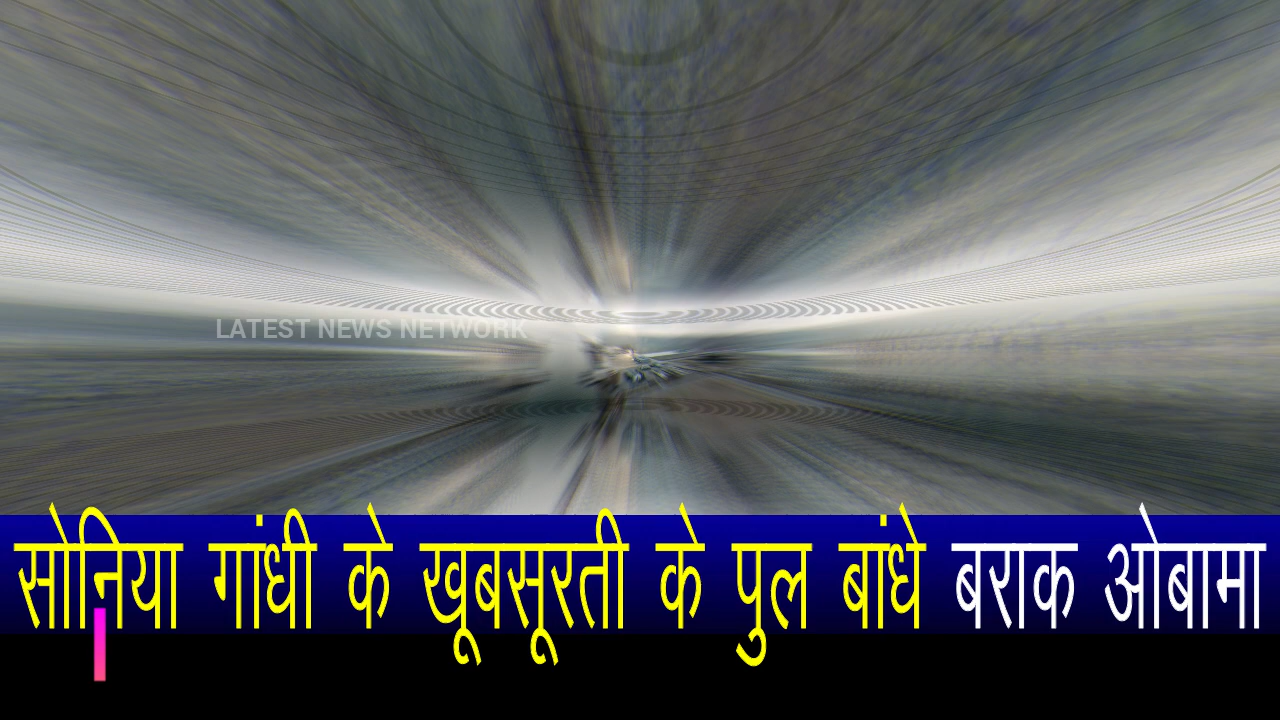 LATEST NEWS NETWORK
सोनिया गांधी के खूबसूरती के पुल बांधे बराक ओबामा